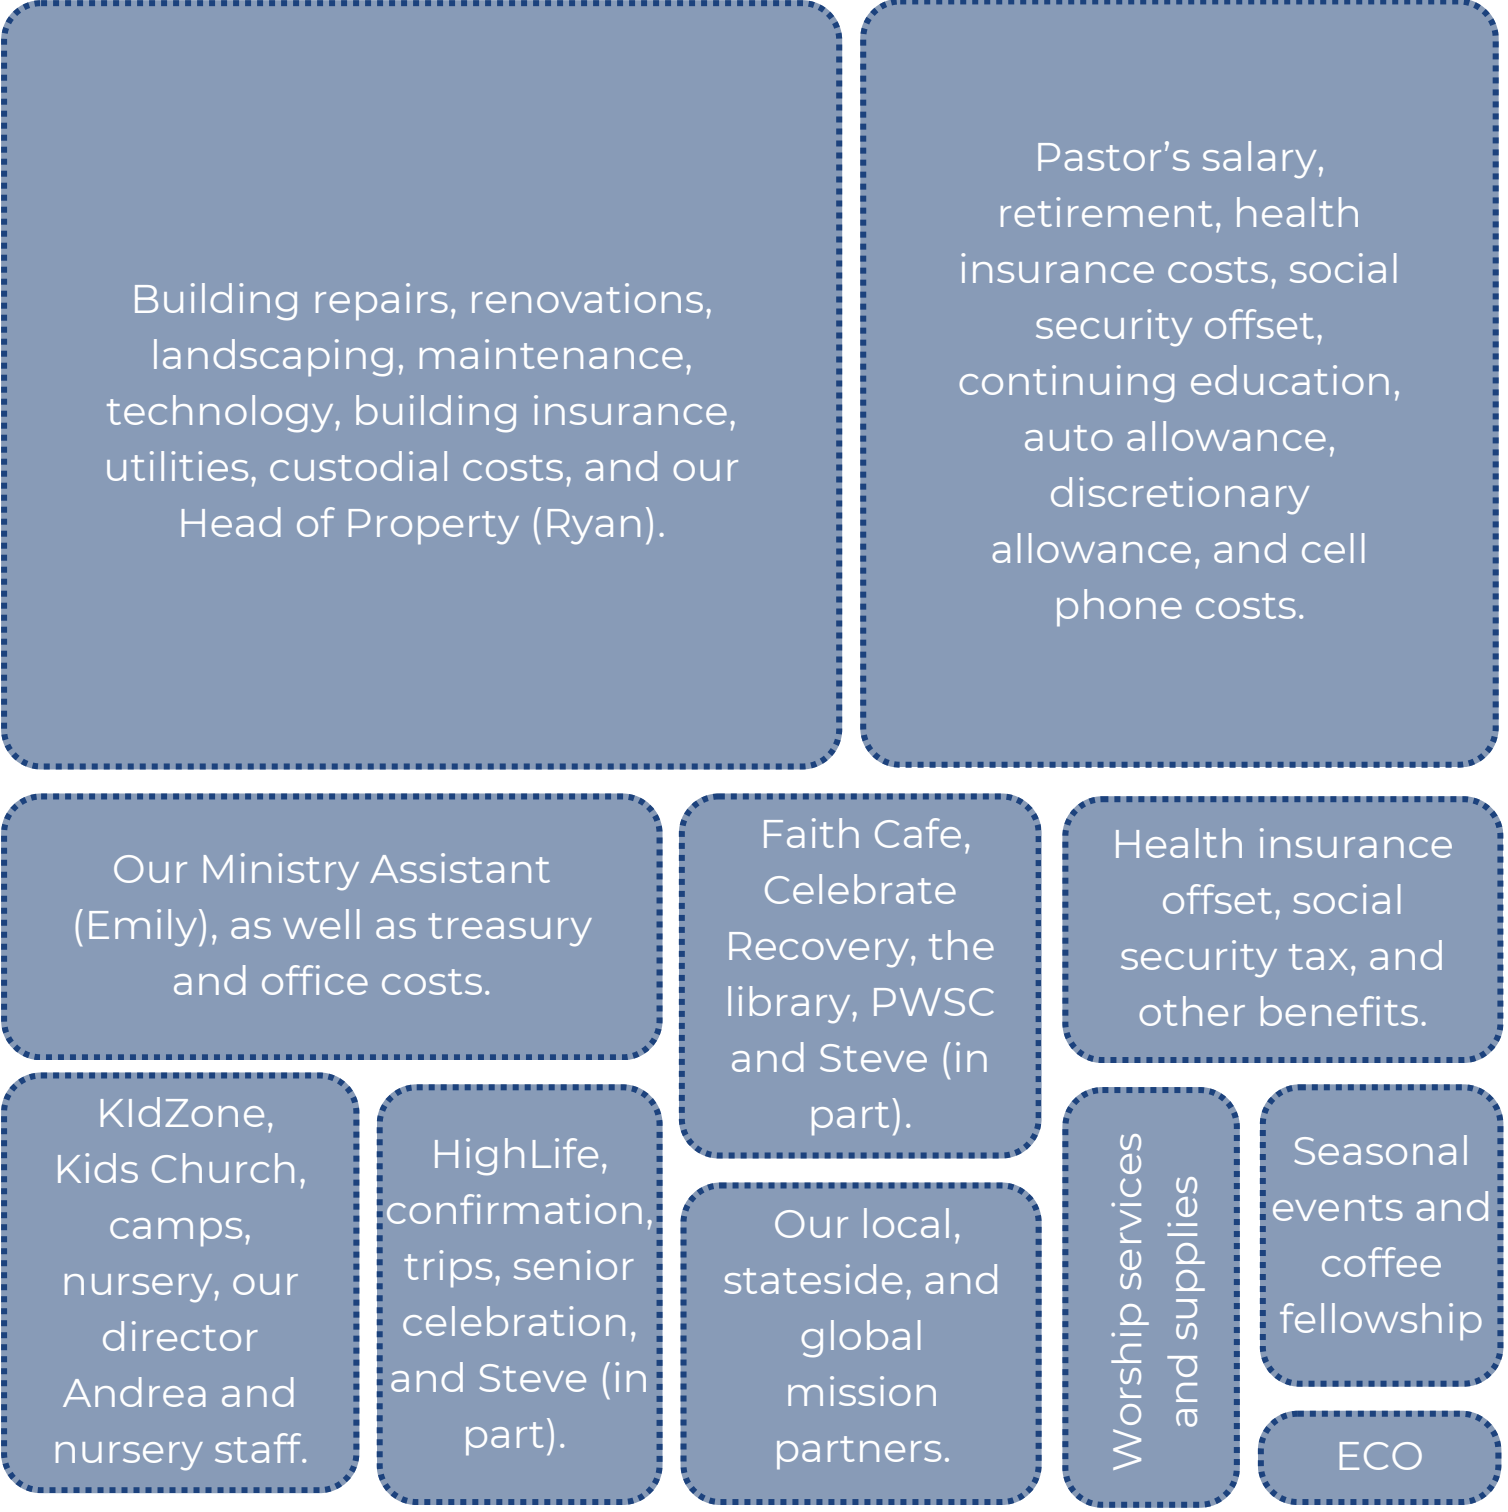 Building repairs, renovations,
landscaping, maintenance,
technology, building insurance,
utilities, custodial costs, and our
Head of Property (Ryan).
Pastor’s salary,
retirement, health
insurance costs, social
security offset,
continuing education,
auto allowance,
discretionary
allowance, and cell
phone costs.
Our Ministry Assistant
(Emily), as well as treasury
and office costs.
Faith Cafe,
Celebrate
Recovery, the
library, PWSC
and Steve (in
part).
Health insurance
offset, social
security tax, and
other benefits.
KIdZone,
Kids Church,
camps,
nursery, our
director
Andrea and
nursery staff.
HighLife,
confirmation,
trips, senior
celebration,
and Steve (in
part).
Our local,
stateside, and
global
mission
partners.
Worship services
and supplies
Seasonal
events and
coffee
fellowship
ECO